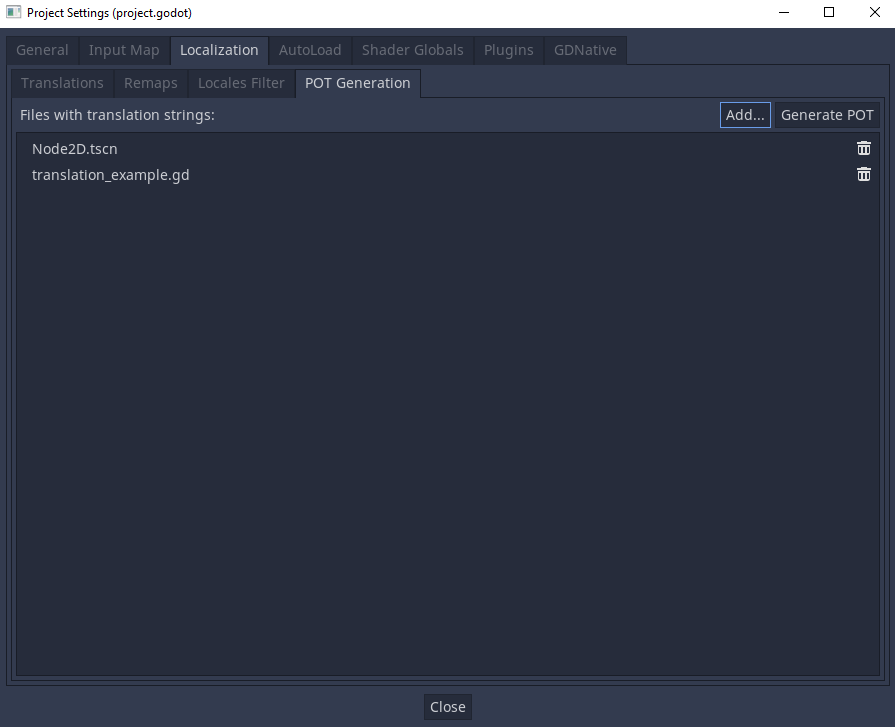 Project Settings (project.godot)
General Input Map Localization AutoLoad Shader Globals Plugins GDNative
Translations Remaps Locales Filter POT Generation
Files with translation strings: Add... Generate POT
Node2D.tscn
translation_example.gd
Close